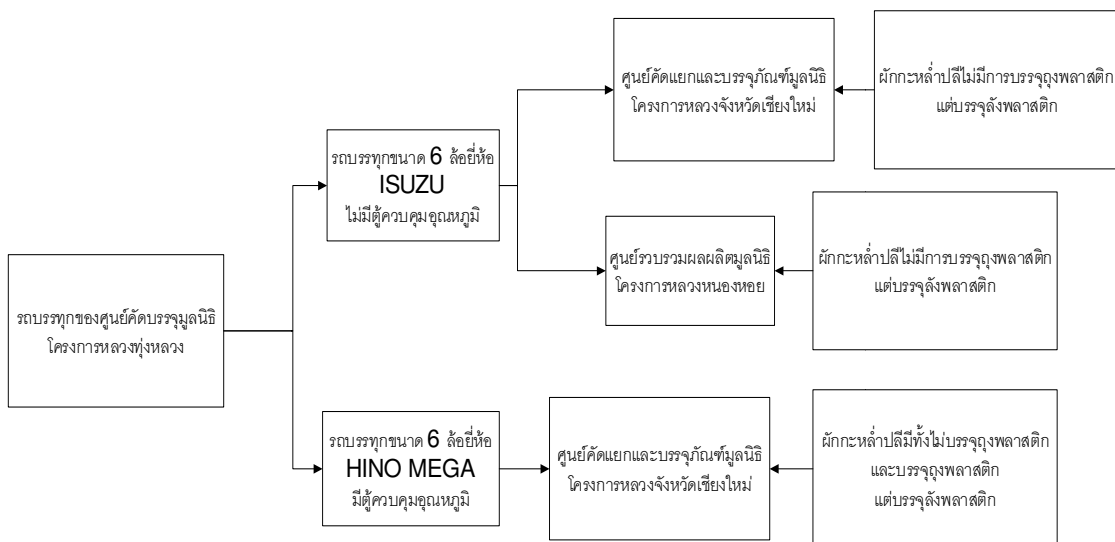 ศูนย์คัดแยกและบรรจุภัณฑ์มูลนิธิ
โครงการหลวงจังหวัดเชียงใหม่
ผักกะหล่ำปลีไม่มีการบรรจุถุงพลาสติก
แต่บรรจุลังพลาสติก
รถบรรทุกขนาด 6 ล้อยี่ห้อ
ISUZU
ไม่มีตู้ควบคุมอุณหภูมิ
ศูนย์รวบรวมผลผลิตมูลนิธิ
โครงการหลวงหนองหอย
ผักกะหล่ำปลีไม่มีการบรรจุถุงพลาสติก
แต่บรรจุลังพลาสติก
รถบรรทุกของศูนย์คัดบรรจุมูลนิธิ
โครงการหลวงทุ่งหลวง
รถบรรทุกขนาด 6 ล้อยี่ห้อ
HINO MEGA
มีตู้ควบคุมอุณหภูมิ
ศูนย์คัดแยกและบรรจุภัณฑ์มูลนิธิ
โครงการหลวงจังหวัดเชียงใหม่
ผักกะหล่ำปลีมีทั้งไม่บรรจุถุงพลาสติก
และบรรจุถุงพลาสติก
แต่บรรจุลังพลาสติก